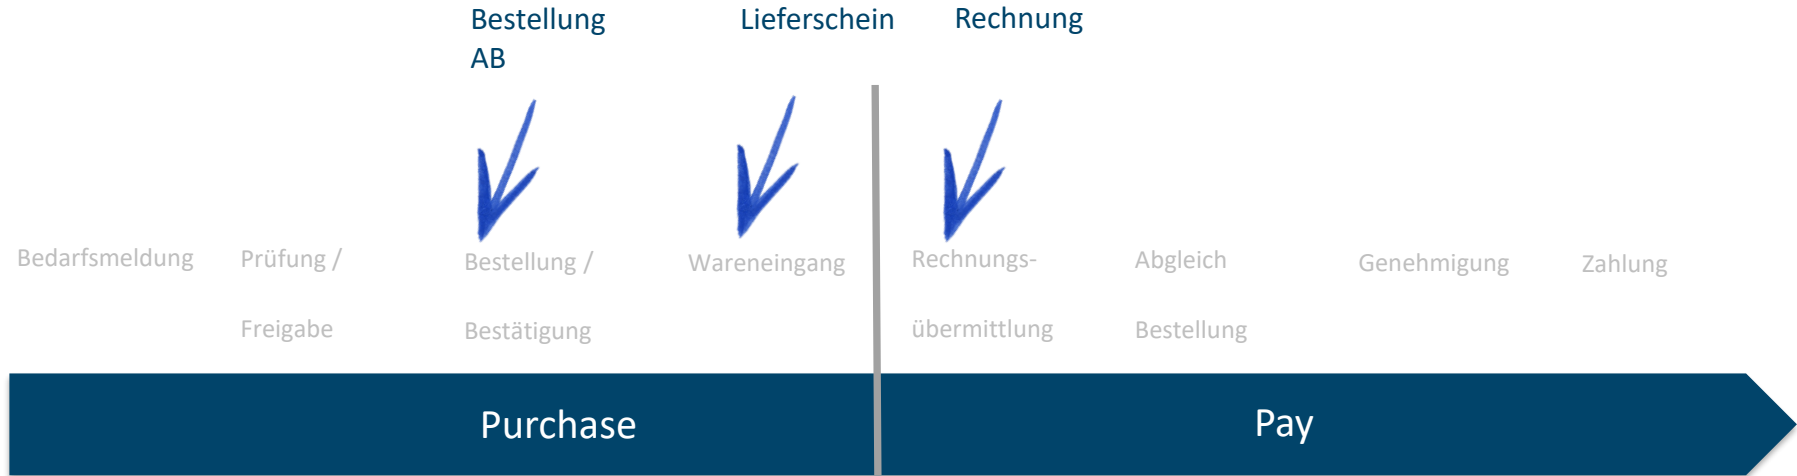 Bestellung
AB
Lieferschein
Rechnung
Bedarfsmeldung
Prüfung /
Freigabe
Bestellung /
Bestätigung
Wareneingang
Rechnungs-
übermittlung
Abgleich
Bestellung
Genehmigung
Zahlung
Purchase
Pay